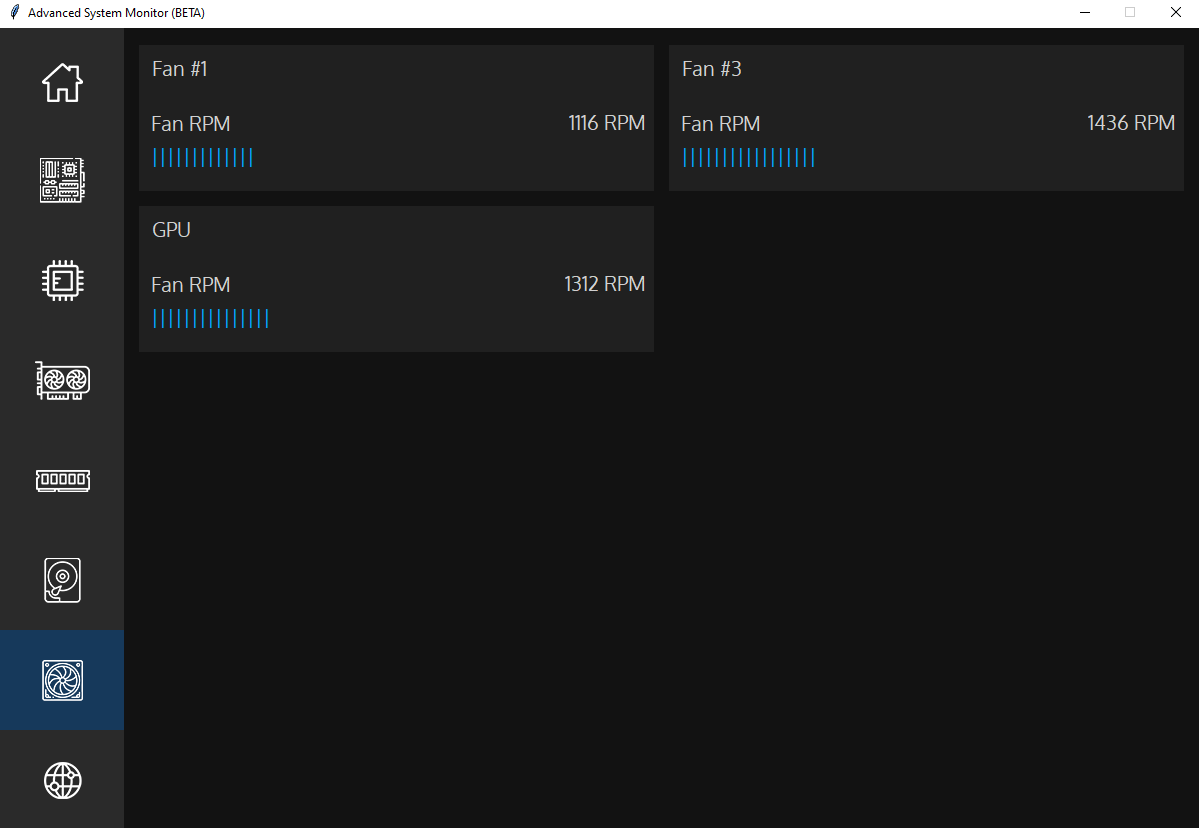 Advanced System Monitor (BETA)
Fan #1
Fan RPM 1116 RPM
Fan #3
Fan RPM 1436 RPM
GPU
Fan RPM 1312 RPM